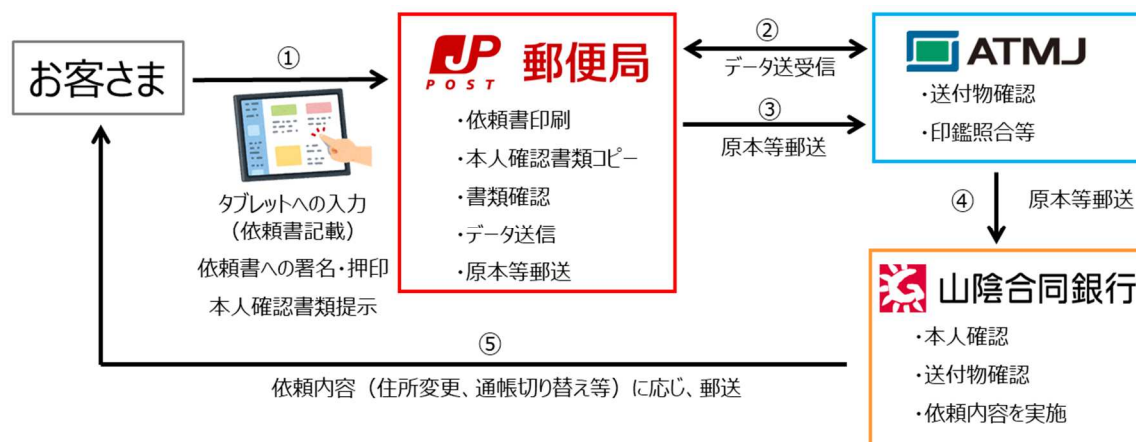 お客さま
①
タブレットへの入力
（依頼書記載）
依頼書への署名・押印
本人確認書類提示
JP
POST
郵便局
・依頼書印刷
・本人確認書類コピー
・書類確認
・データ送信
・原本等郵送
②
データ送受信
③
原本等郵送
ATMJ
・送付物確認
・印鑑照合等
④
原本等郵送
山陰合同銀行
・本人確認
・送付物確認
・依頼内容を実施
⑤
依頼内容（住所変更、通帳切り替え等）に応じ、郵送